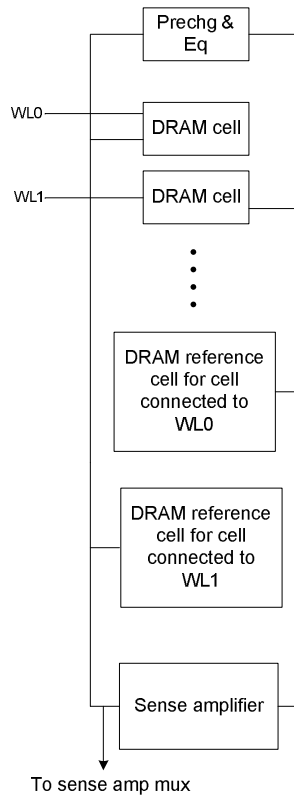 Prechg &
Eq
WL0
DRAM cell
WL1
DRAM cell
DRAM reference
cell for cell
connected to
WL0
DRAM reference
cell for cell
connected to
WL1
Sense amplifier
To sense amp mux